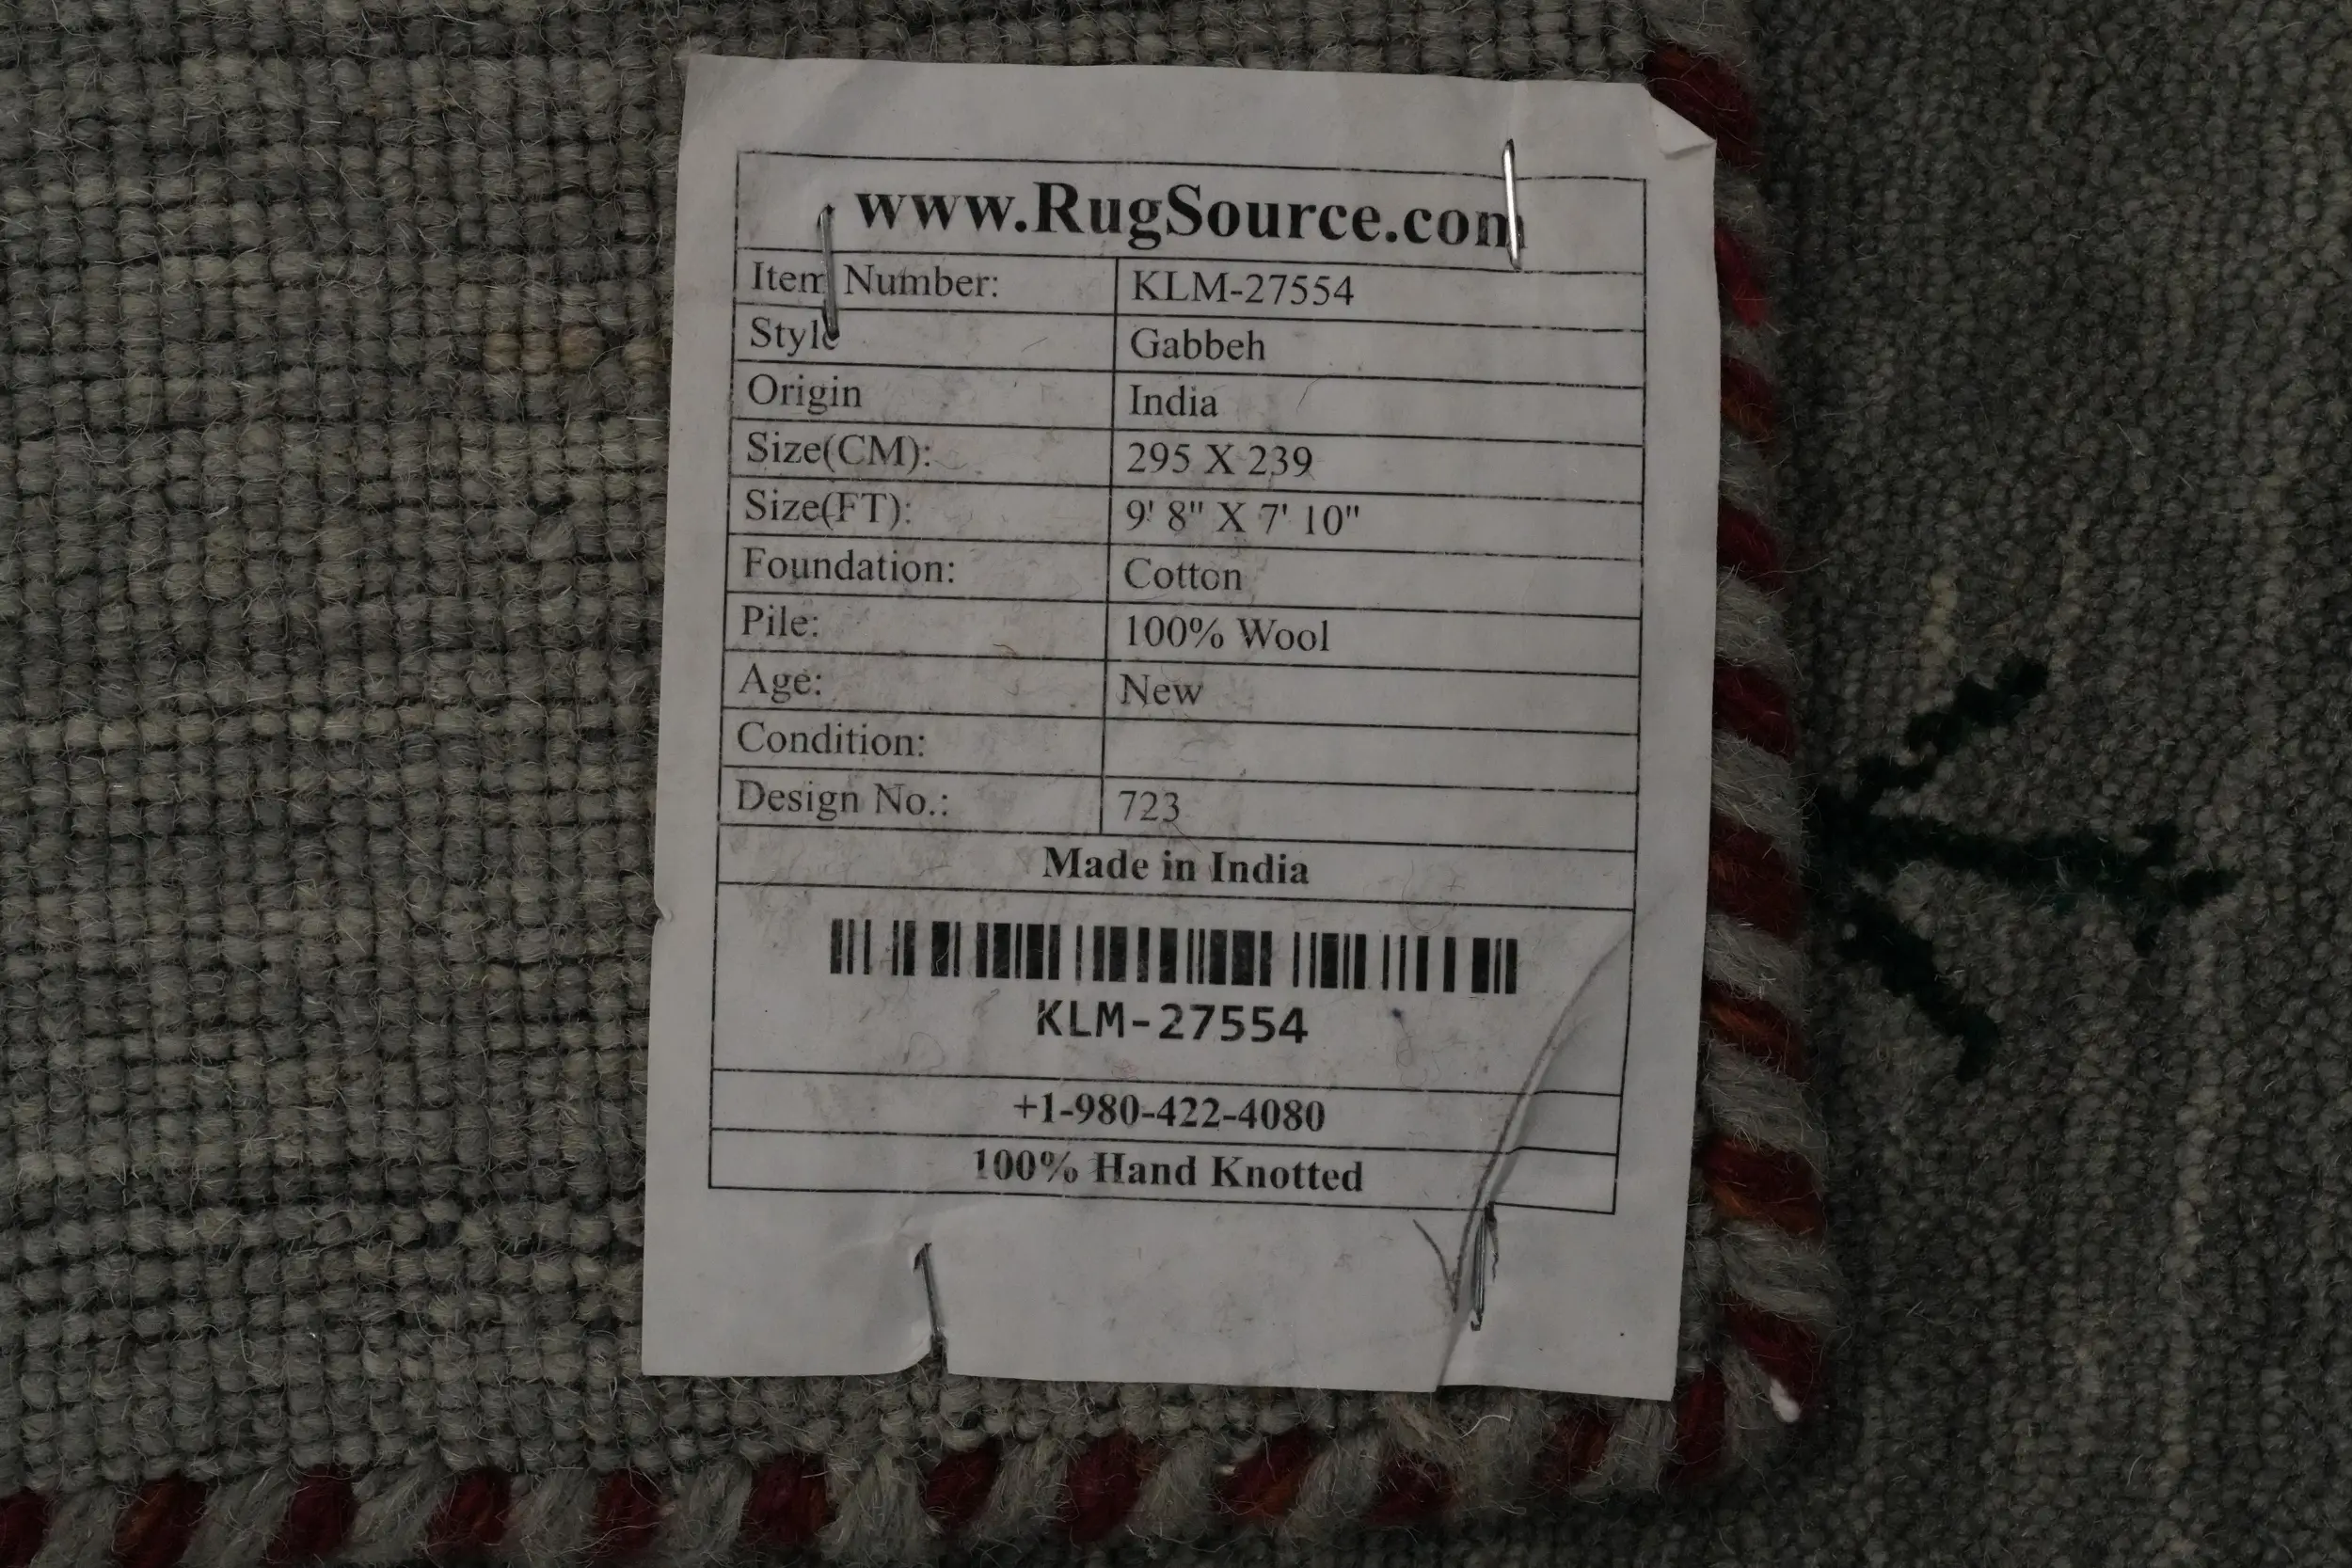 www.RugSource.com
Item Number: KLM-27554
Style Gabbeh
Origin India
Size(CM): 295 X 239
Size(FT): 9' 8" X 7' 10"
Foundation: Cotton
Pile: 100% Wool
Age: New
Condition:
Design No.: 723
Made in India
KLM-27554
+1-980-422-4080
100% Hand Knotted